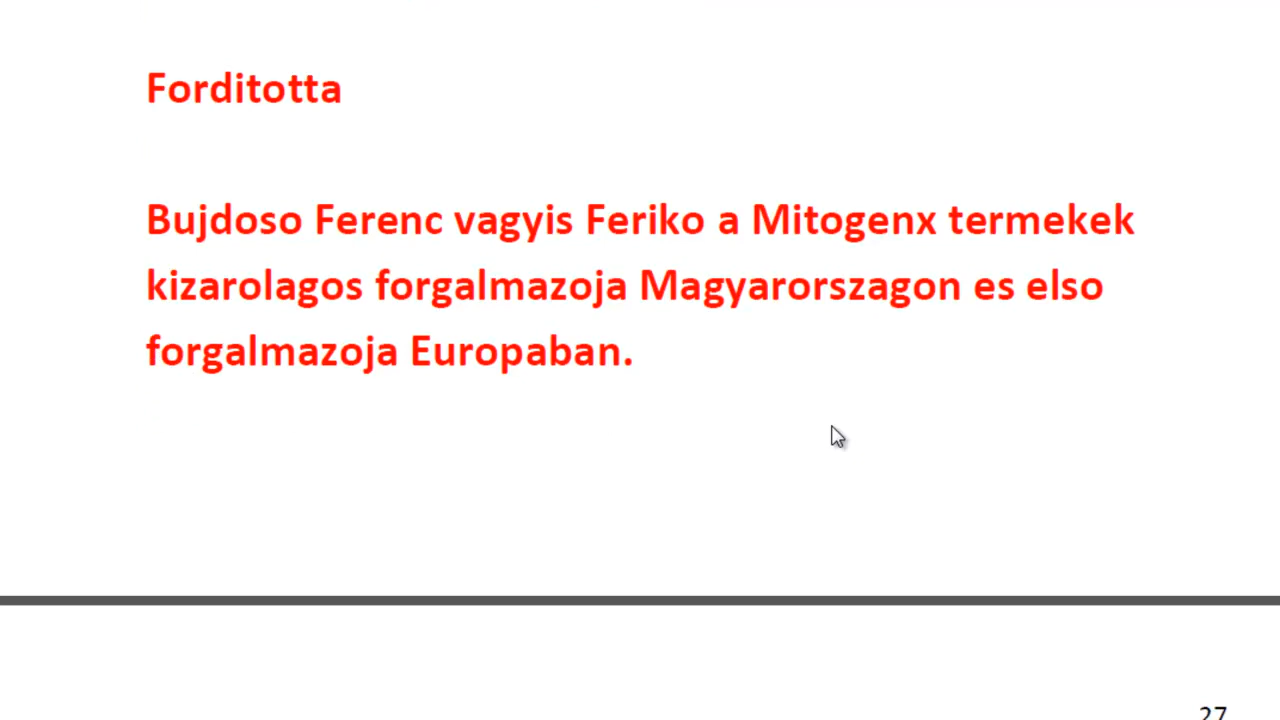 Forditotta
Bujdoso Ferenc vagyis Feriko a Mitogenx termekek
kizarolagos forgalmazoja Magyarorszagon es elso
forgalmazoja Europaban.
27